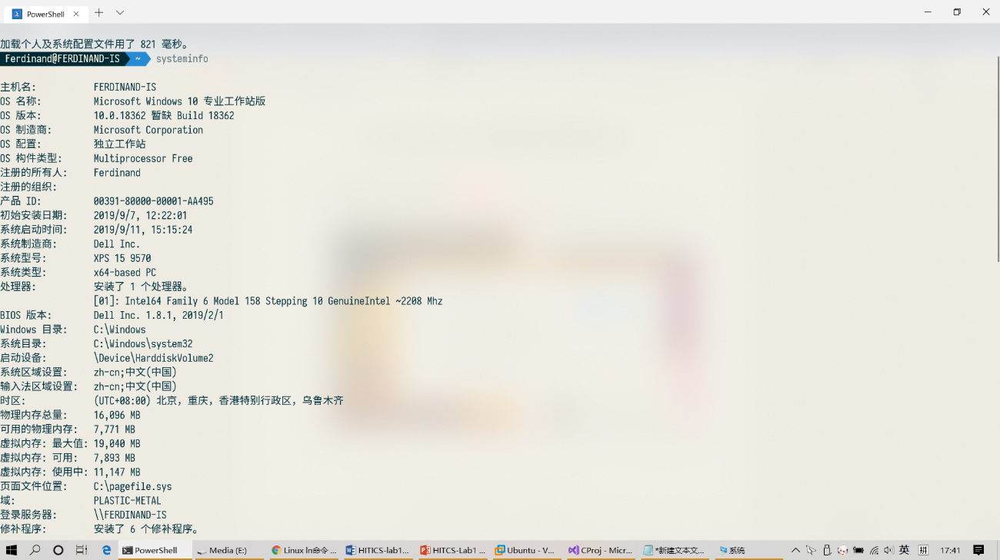 PowerShell
加载个人及系统配置文件用了 821 毫秒。
Ferdinand@FERDINAND-IS ~ systeminfo
主机名: FERDINAND-IS
OS 名称: Microsoft Windows 10 专业工作站版
OS 版本: 10.0.18362 暂缺 Build 18362
OS 制造商: Microsoft Corporation
OS 配置: 独立工作站
OS 构件类型: Multiprocessor Free
注册的所有人: Ferdinand
注册的组织:
产品 ID: 00391-80000-00001-AA495
初始安装日期: 2019/9/7, 12:22:01
系统启动时间: 2019/9/11, 15:15:24
系统制造商: Dell Inc.
系统型号: XPS 15 9570
系统类型: x64-based PC
处理器: 安装了 1 个处理器。
[01]: Intel64 Family 6 Model 158 Stepping 10 GenuineIntel ~2208 Mhz
BIOS 版本: Dell Inc. 1.8.1, 2019/2/1
Windows 目录: C:\Windows
系统目录: C:\Windows\system32
启动设备: \Device\HarddiskVolume2
系统区域设置: zh-cn;中文(中国)
输入法区域设置: zh-cn;中文(中国)
时区: (UTC+08:00) 北京，重庆，香港特别行政区，乌鲁木齐
物理内存总量: 16,096 MB
可用的物理内存: 7,771 MB
虚拟内存: 最大值: 19,040 MB
虚拟内存: 可用: 7,893 MB
虚拟内存: 使用中: 11,147 MB
页面文件位置: C:\pagefile.sys
域: PLASTIC-METAL
登录服务器: \\FERDINAND-IS
修补程序: 安装了 6 个修补程序。
PowerShell Media (E:) Linux ln命令 ... HITICS-lab1... HITCS-Lab1 ... Ubuntu - V... CProj - Micr... *新建文本文... 系统 英 拼 17:41